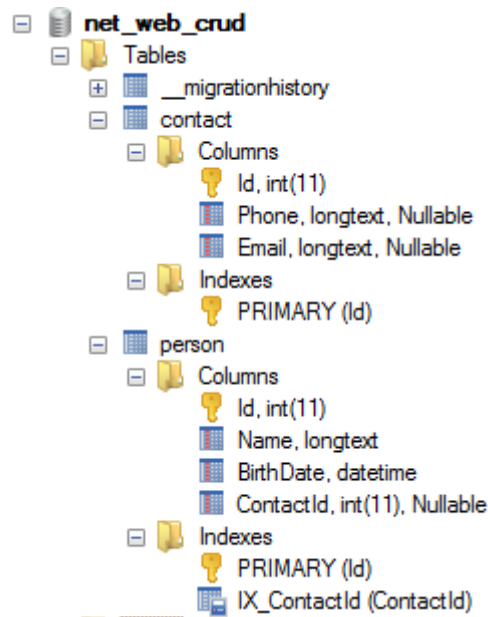 net_web_crud
Tables
__migrationhistory
contact
Columns
Id, int(11)
Phone, longtext, Nullable
Email, longtext, Nullable
Indexes
PRIMARY (Id)
person
Columns
Id, int(11)
Name, longtext
BirthDate, datetime
ContactId, int(11), Nullable
Indexes
PRIMARY (Id)
IX_ContactId (ContactId)